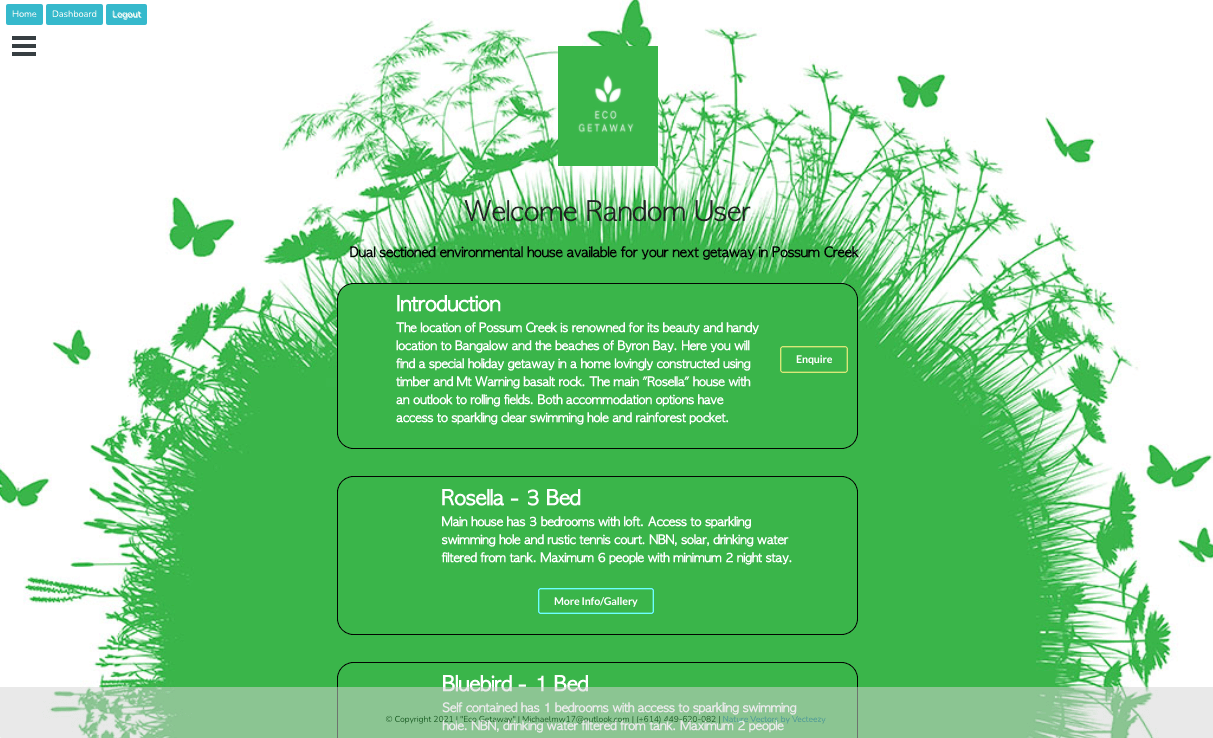 Home Dashboard Logout
ECO
GETAWAY
Welcome Random User
Dual sectioned environmental house available for your next getaway in Possum Creek
Introduction
The location of Possum Creek is renowned for its beauty and handy
location to Bangalow and the beaches of Byron Bay. Here you will
find a special holiday getaway in a home lovingly constructed using
timber and Mt Warning basalt rock. The main "Rosella" house with
an outlook to rolling fields. Both accommodation options have
access to sparkling clear swimming hole and rainforest pocket.
Enquire
Rosella - 3 Bed
Main house has 3 bedrooms with loft. Access to sparkling
swimming hole and rustic tennis court. NBN, solar, drinking water
filtered from tank. Maximum 6 people with minimum 2 night stay.
More Info/Gallery
Bluebird - 1 Bed
Self contained has 1 bedrooms with access to sparkling swimming
© Copyright 2021 | "Eco Getaway" | Michaelmw17@outlook.com | (+614) 449-620-082 | Nature Vectors by Vecteezy
hole. NBN, drinking water filtered from tank. Maximum 2 people